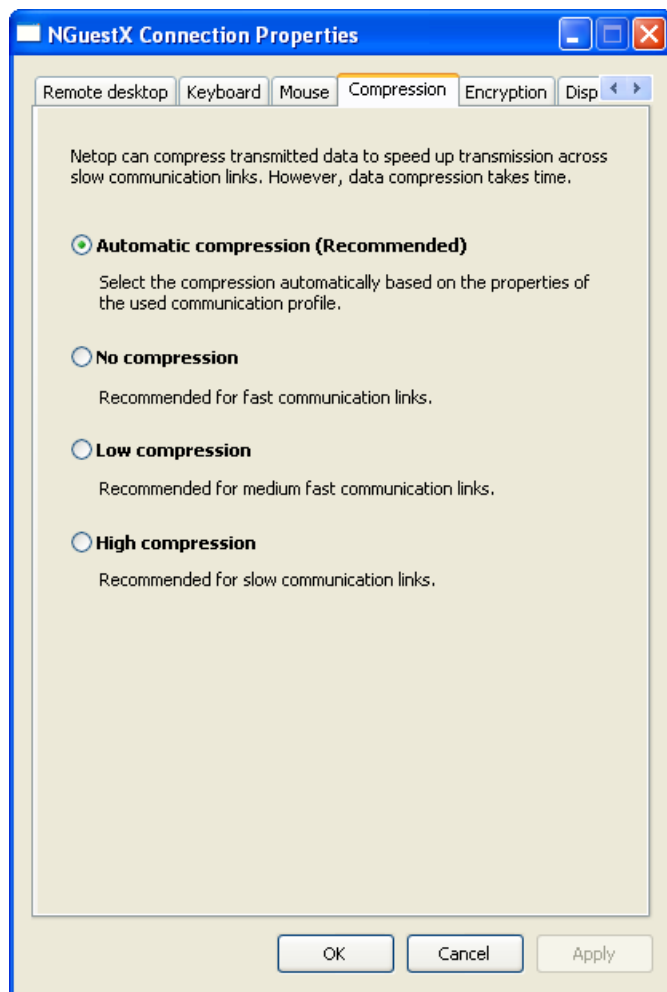 NGuestX Connection Properties
Remote desktop Keyboard Mouse Compression Encryption Disp
Netop can compress transmitted data to speed up transmission across
slow communication links. However, data compression takes time.
Automatic compression (Recommended)
Select the compression automatically based on the properties of
the used communication profile.
No compression
Recommended for fast communication links.
Low compression
Recommended for medium fast communication links.
High compression
Recommended for slow communication links.
OK Cancel Apply